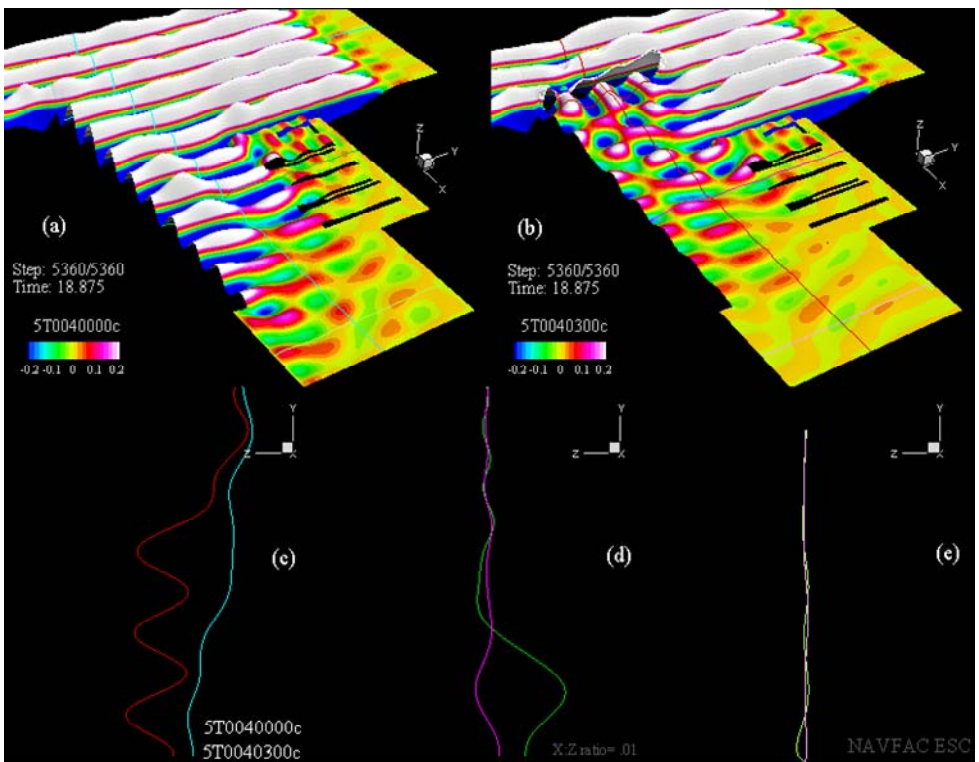 Z
Y
X
(a)
Step: 5360/5360
Time: 18.875
5T0040000c
-0.2 -0.1 0 0.1 0.2
Z
Y
X
(b)
Step: 5360/5360
Time: 18.875
5T0040300c
-0.2 -0.1 0 0.1 0.2
Y
Z
X
(c)
5T0040000c
5T0040300c
Y
Z
X
(d)
X:Z ratio= .01
Y
Z
X
(e)
NAVFAC ESC